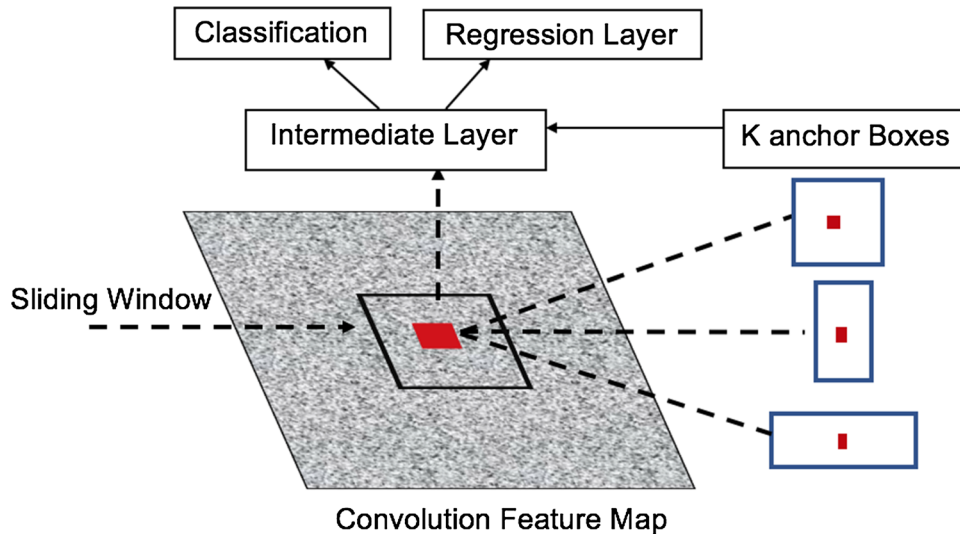 Classification
Regression Layer
Intermediate Layer
K anchor Boxes
Sliding Window
Convolution Feature Map